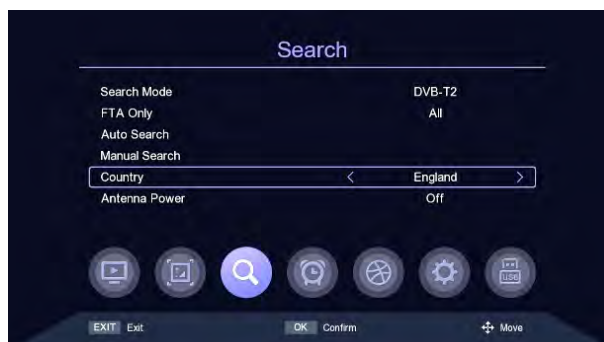 Search
Search Mode DVB-T2
FTA Only All
Auto Search
Manual Search
Country < England >
Antenna Power Off
USB
EXIT Exit OK Confirm Move